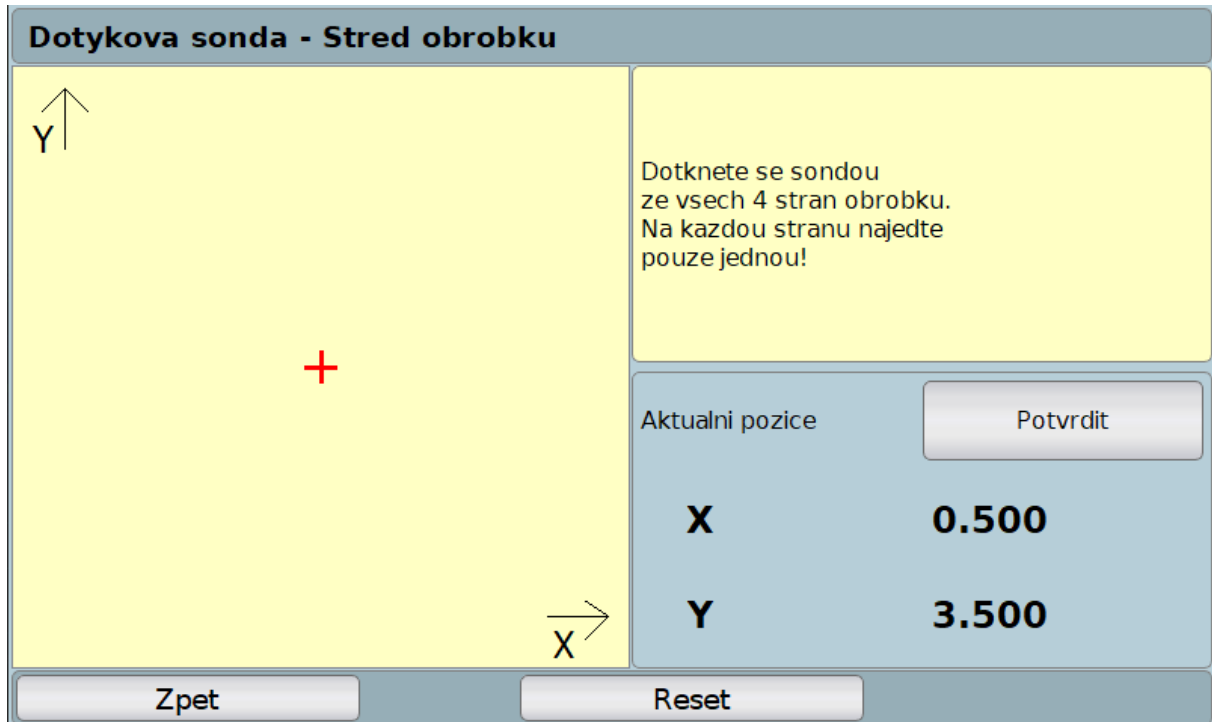 Dotykova sonda - Stred obrobku
Y
X
Dotknete se sondou
ze vsech 4 stran obrobku.
Na kazdou stranu najedte
pouze jednou!
Aktualni pozice
Potvrdit
X 0.500
Y 3.500
Zpet
Reset